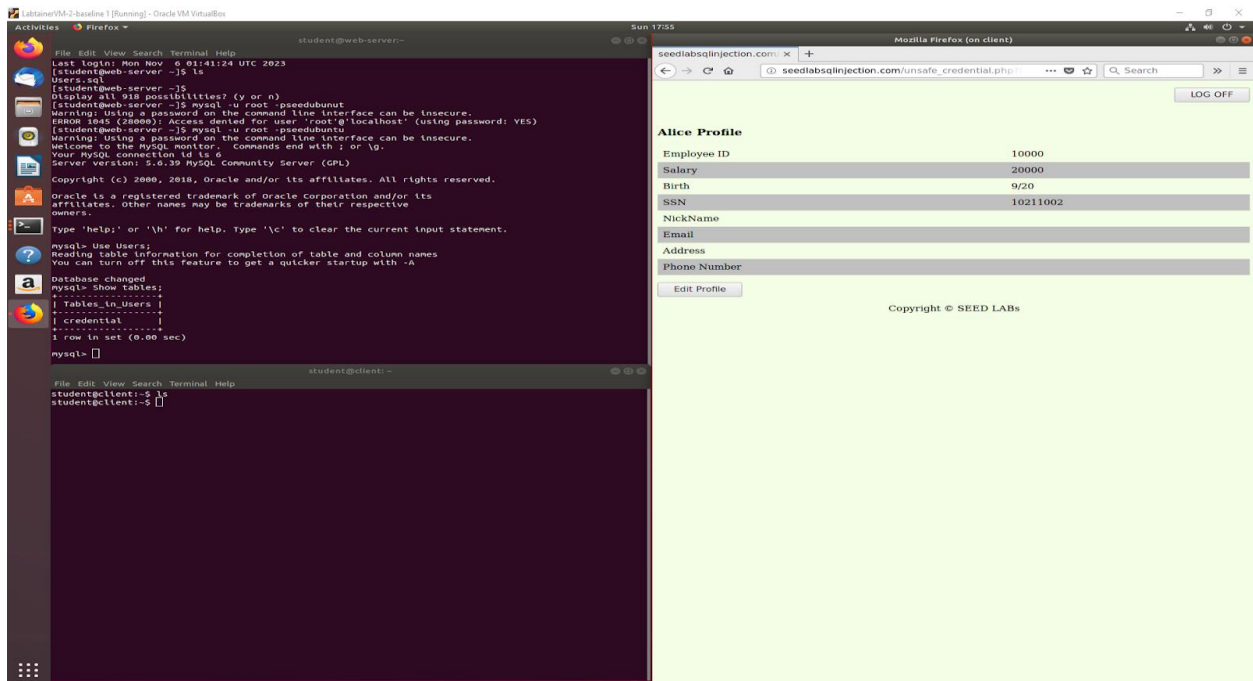 LabtainerVM-2-baseline 1 [Running] - Oracle VM VirtualBox
Activities Firefox Sun 17:55
student@web-server:~
File Edit View Search Terminal Help
Last login: Mon Nov  6 01:41:24 UTC 2023
[student@web-server ~]$ ls
Users.sql
[student@web-server ~]$
Display all 918 possibilities? (y or n)
[student@web-server ~]$ mysql -u root -pseedubunut
Warning: Using a password on the command line interface can be insecure.
ERROR 1045 (28000): Access denied for user 'root'@'localhost' (using password: YES)
[student@web-server ~]$ mysql -u root -pseedubuntu
Warning: Using a password on the command line interface can be insecure.
Welcome to the MySQL monitor.  Commands end with ; or \g.
Your MySQL connection id is 6
Server version: 5.6.39 MySQL Community Server (GPL)
Copyright (c) 2000, 2018, Oracle and/or its affiliates. All rights reserved.
Oracle is a registered trademark of Oracle Corporation and/or its
affiliates. Other names may be trademarks of their respective
owners.
Type 'help;' or '\h' for help. Type '\c' to clear the current input statement.
mysql> Use Users;
Reading table information for completion of table and column names
You can turn off this feature to get a quicker startup with -A
Database changed
mysql> Show tables;
+-----------------+
| Tables_in_Users |
+-----------------+
| credential      |
+-----------------+
1 row in set (0.00 sec)
mysql>
student@client: ~
File Edit View Search Terminal Help
student@client:~$ ls
student@client:~$
Mozilla Firefox (on client)
seedlabsqlinjection.com/
seedlabsqlinjection.com/unsafe_credential.php? Search
LOG OFF
Alice Profile
Employee ID 10000
Salary 20000
Birth 9/20
SSN 10211002
NickName
Email
Address
Phone Number
Edit Profile
Copyright © SEED LABs